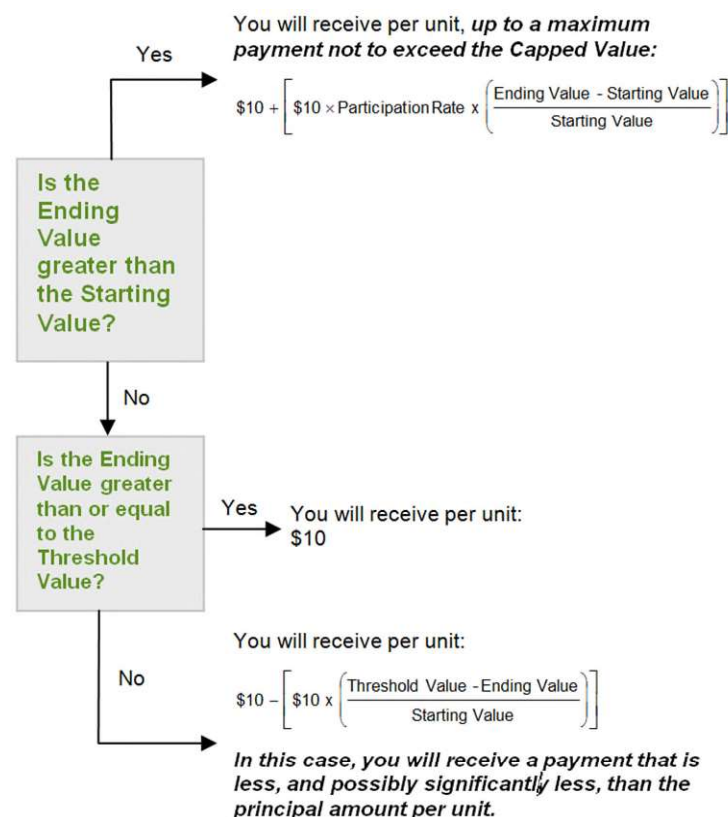 You will receive per unit, up to a maximum
payment not to exceed the Capped Value:
Yes
$10 + [ $10 × Participation Rate x ( Ending Value - Starting Value / Starting Value ) ]
Is the
Ending
Value
greater than
the Starting
Value?
No
Is the Ending
Value greater
than or equal
to the
Threshold
Value?
Yes
You will receive per unit:
$10
You will receive per unit:
No
$10 – [ $10 x ( Threshold Value - Ending Value / Starting Value ) ]
In this case, you will receive a payment that is
less, and possibly significantly less, than the
principal amount per unit.